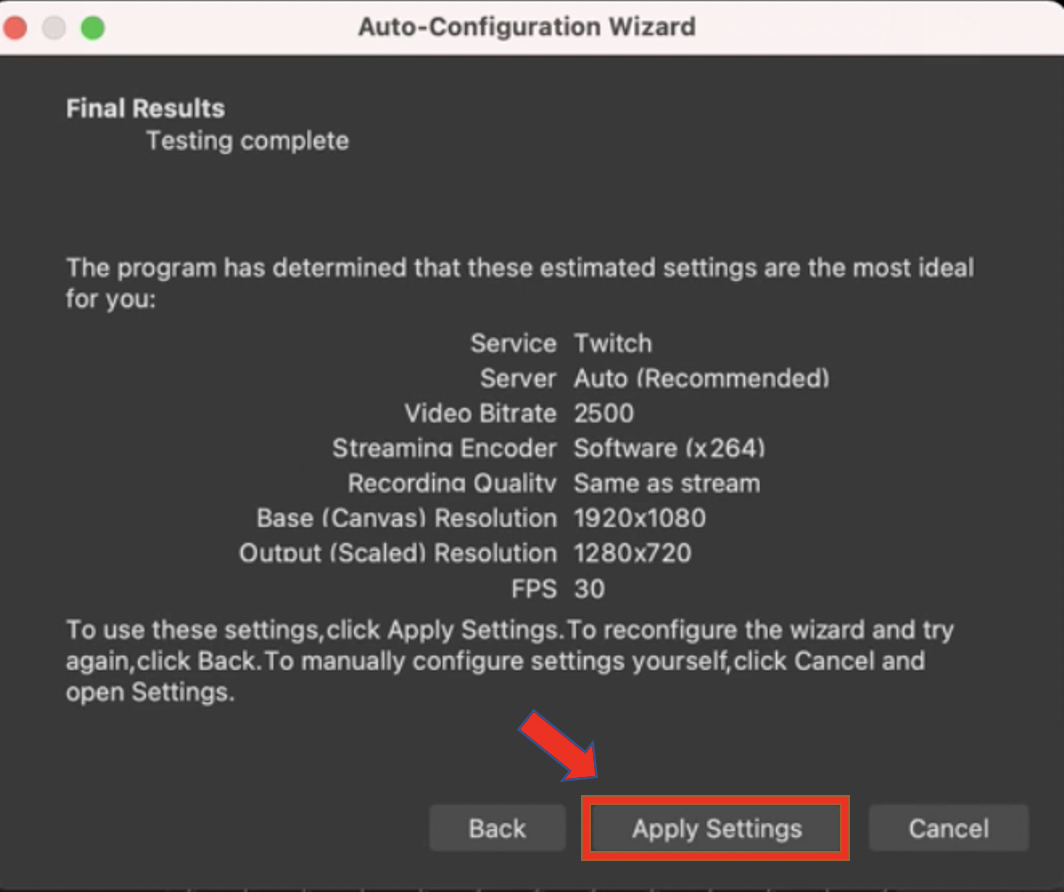 Auto-Configuration Wizard
Final Results
Testing complete
The program has determined that these estimated settings are the most ideal
for you:
Service Twitch
Server Auto (Recommended)
Video Bitrate 2500
Streaming Encoder Software (x264)
Recording Quality Same as stream
Base (Canvas) Resolution 1920x1080
Output (Scaled) Resolution 1280x720
FPS 30
To use these settings,click Apply Settings.To reconfigure the wizard and try
again,click Back.To manually configure settings yourself,click Cancel and
open Settings.
Back Apply Settings Cancel